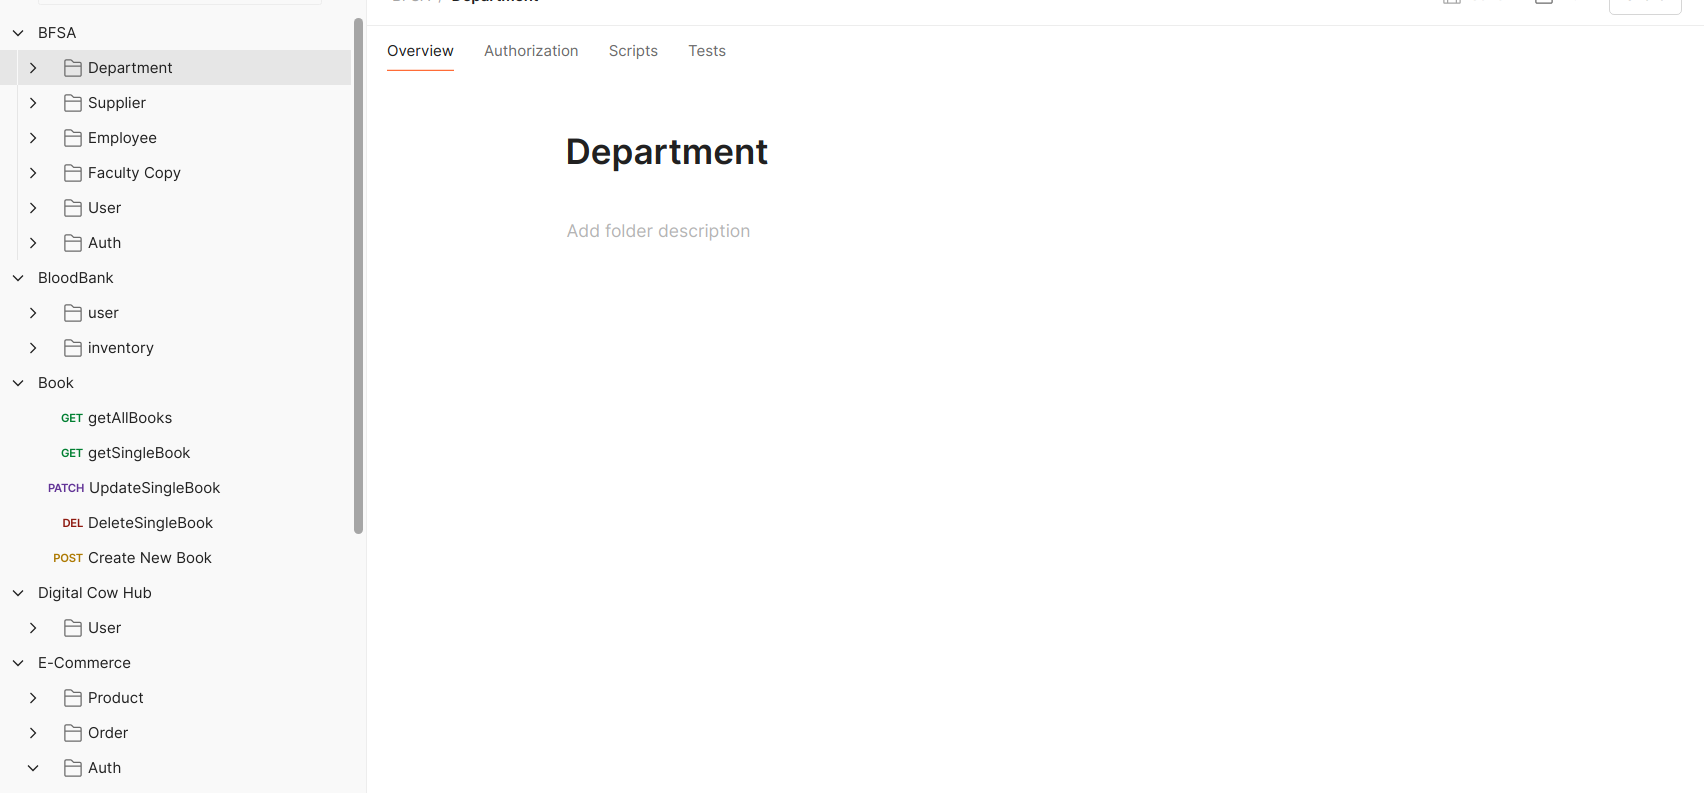 BFSA
Department
Supplier
Employee
Faculty Copy
User
Auth
BloodBank
user
inventory
Book
GET getAllBooks
GET getSingleBook
PATCH UpdateSingleBook
DEL DeleteSingleBook
POST Create New Book
Digital Cow Hub
User
E-Commerce
Product
Order
Auth
Department
Overview Authorization Scripts Tests
Department
Add folder description